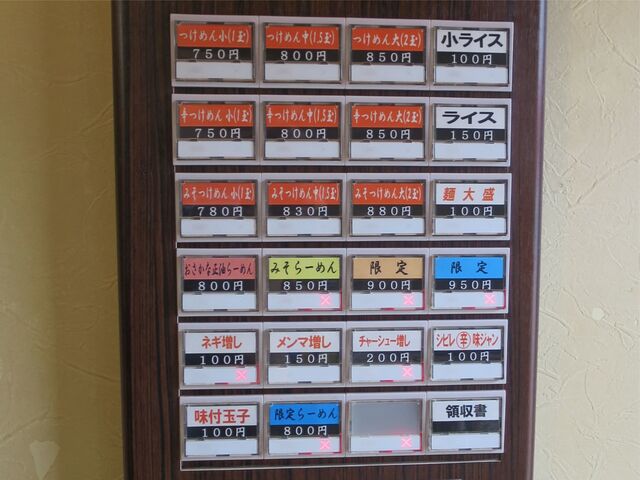 つけめん小(1玉)
750円
つけめん中(1.5玉)
800円
つけめん大(2玉)
850円
小ライス
100円
辛つけめん小(1玉)
750円
辛つけめん中(1.5玉)
800円
辛つけめん大(2玉)
850円
ライス
150円
みそつけめん小(1玉)
780円
みそつけめん中(1.5玉)
830円
みそつけめん大(2玉)
880円
麺大盛
100円
おさかな正油らーめん
800円
みそらーめん
850円
限定
900円
限定
950円
ネギ増し
100円
メンマ増し
150円
チャーシュー増し
200円
シビレ辛味ジャン
100円
味付玉子
100円
限定らーめん
800円
領収書